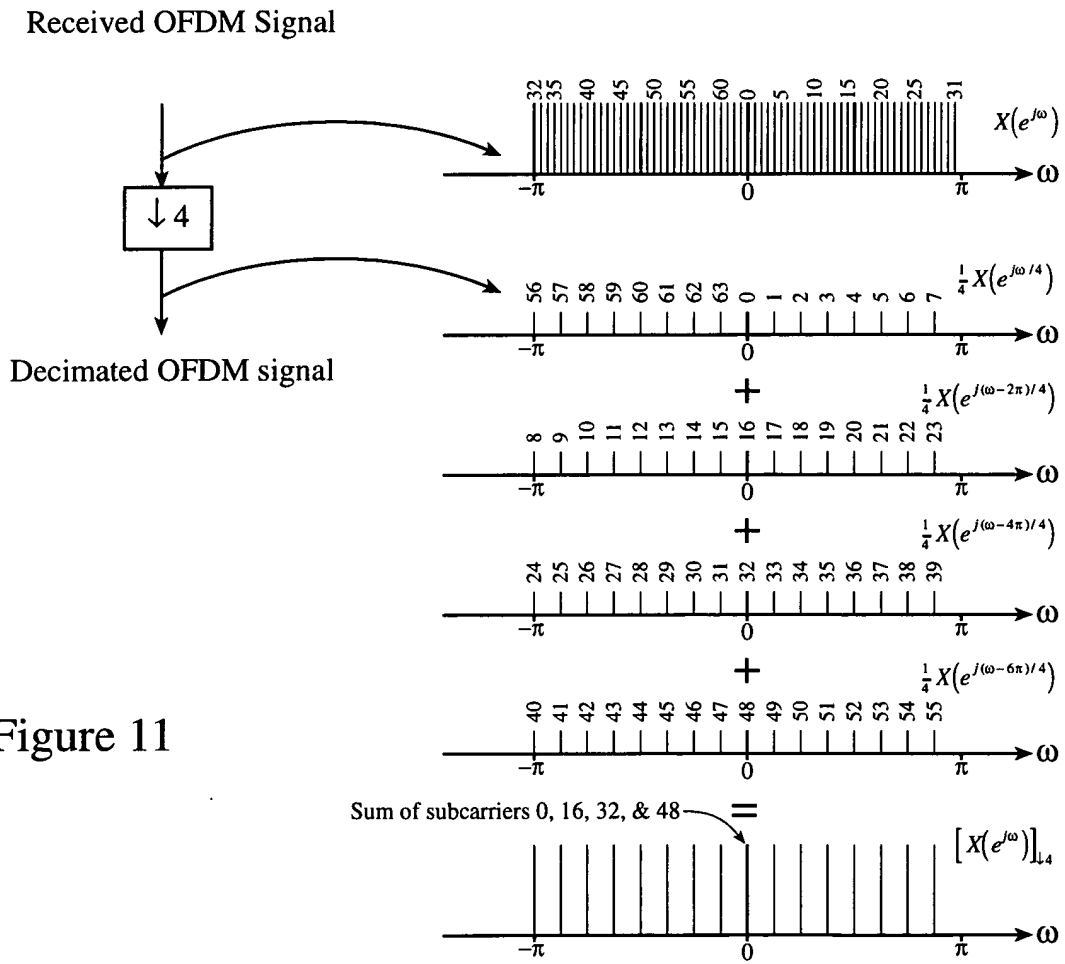 Received OFDM Signal
32 35 40 45 50 55 60 0 5 10 15 20 25 31
X(e^{jω})
−π 0 π ω
↓ 4
56 57 58 59 60 61 62 63 0 1 2 3 4 5 6 7
¼ X(e^{jω/4})
−π 0 π ω
Decimated OFDM signal
+
¼ X(e^{j(ω−2π)/4})
8 9 10 11 12 13 14 15 16 17 18 19 20 21 22 23
−π 0 π ω
+
¼ X(e^{j(ω−4π)/4})
24 25 26 27 28 29 30 31 32 33 34 35 36 37 38 39
−π 0 π ω
+
¼ X(e^{j(ω−6π)/4})
40 41 42 43 44 45 46 47 48 49 50 51 52 53 54 55
Figure 11
−π 0 π ω
Sum of subcarriers 0, 16, 32, & 48 =
[X(e^{jω})]_{↓4}
−π 0 π ω